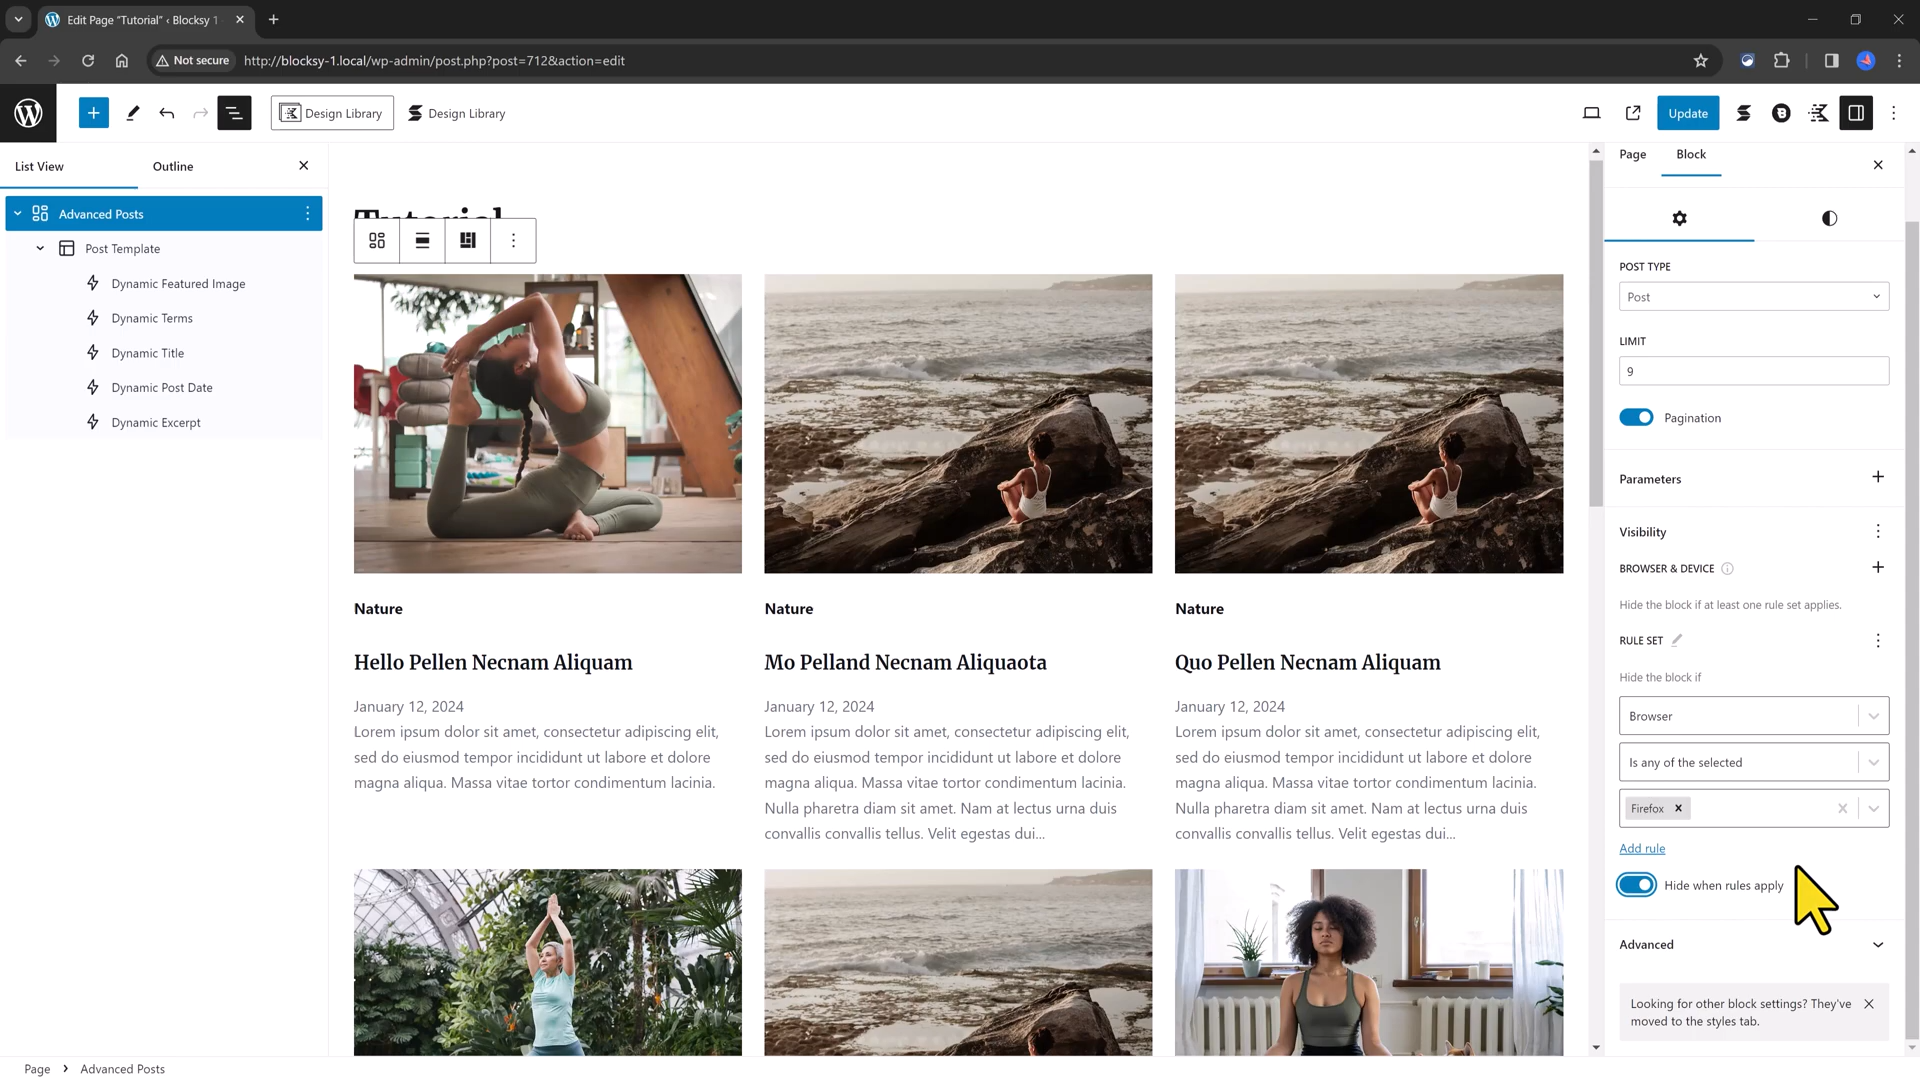 Edit Page "Tutorial" ‹ Blocksy 1
Not secure
http://blocksy-1.local/wp-admin/post.php?post=712&action=edit
Design Library
Design Library
Update
List View
Outline
Advanced Posts
Post Template
Dynamic Featured Image
Dynamic Terms
Dynamic Title
Dynamic Post Date
Dynamic Excerpt
Tutorial
Nature
Hello Pellen Necnam Aliquam
January 12, 2024
Lorem ipsum dolor sit amet, consectetur adipiscing elit,
sed do eiusmod tempor incididunt ut labore et dolore
magna aliqua. Massa vitae tortor condimentum lacinia.
Nature
Mo Pelland Necnam Aliquaota
January 12, 2024
Lorem ipsum dolor sit amet, consectetur adipiscing elit,
sed do eiusmod tempor incididunt ut labore et dolore
magna aliqua. Massa vitae tortor condimentum lacinia.
Nulla pharetra diam sit amet. Nam at lectus urna duis
convallis convallis tellus. Velit egestas dui...
Nature
Quo Pellen Necnam Aliquam
January 12, 2024
Lorem ipsum dolor sit amet, consectetur adipiscing elit,
sed do eiusmod tempor incididunt ut labore et dolore
magna aliqua. Massa vitae tortor condimentum lacinia.
Nulla pharetra diam sit amet. Nam at lectus urna duis
convallis convallis tellus. Velit egestas dui...
Page
Block
POST TYPE
Post
LIMIT
9
Pagination
Parameters
Visibility
BROWSER & DEVICE
Hide the block if at least one rule set applies.
RULE SET
Hide the block if
Browser
Is any of the selected
Firefox
Add rule
Hide when rules apply
Advanced
Looking for other block settings? They've
moved to the styles tab.
Page › Advanced Posts